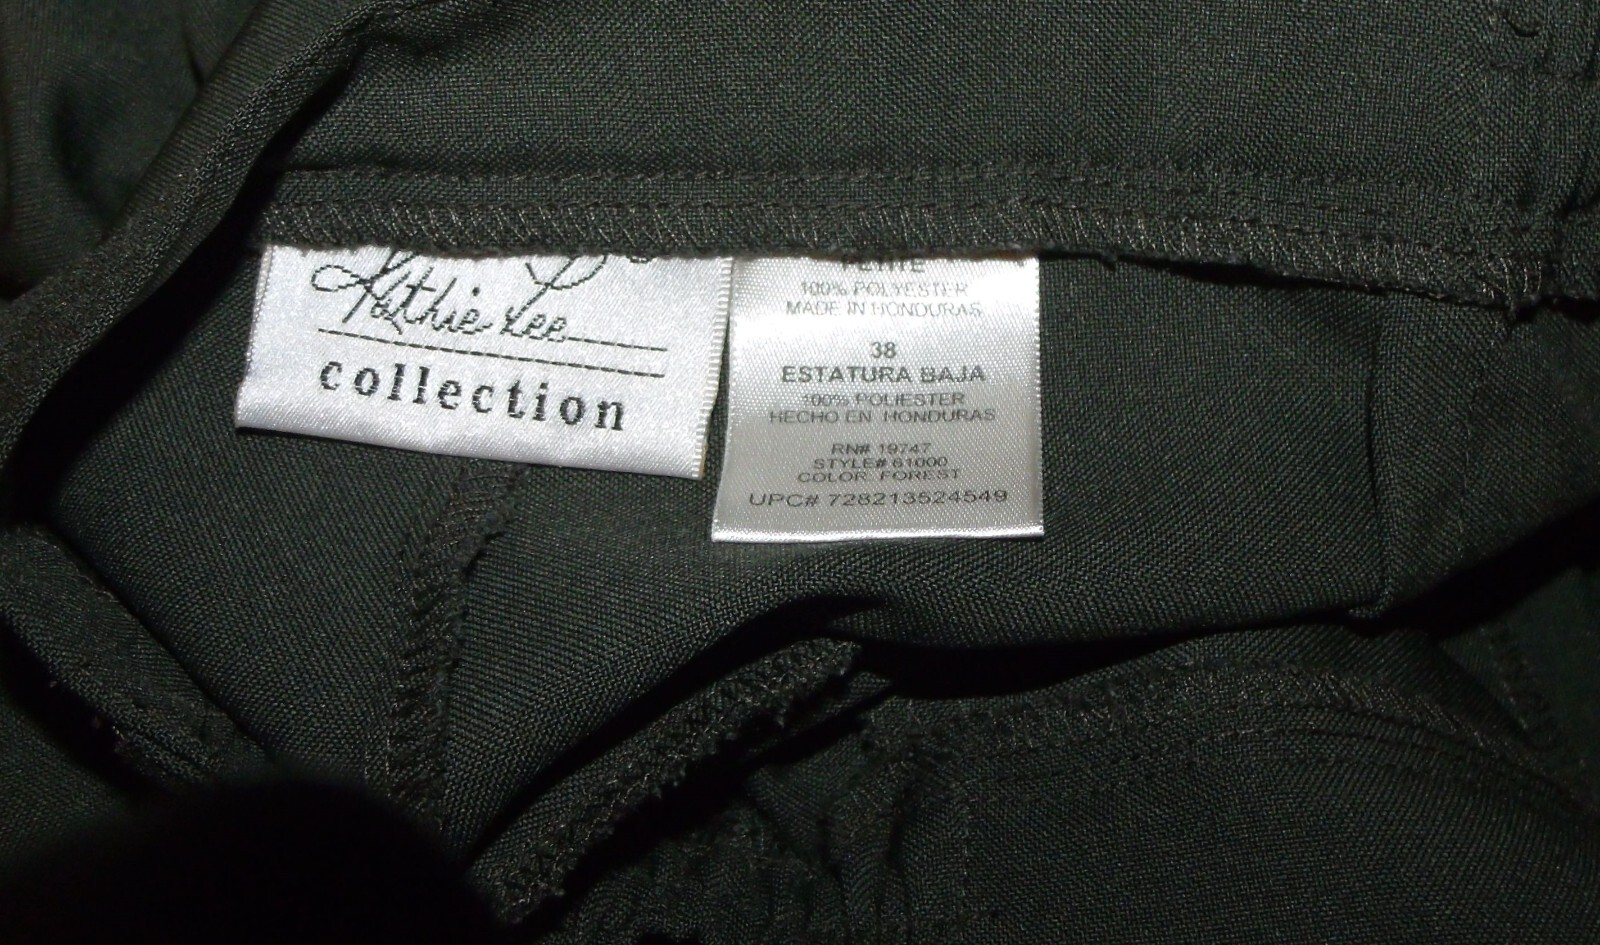 Kathie Lee
collection
PETITE
100% POLYESTER
MADE IN HONDURAS
38
ESTATURA BAJA
100% POLIESTER
HECHO EN HONDURAS
RN# 19747
STYLE# 61000
COLOR: FOREST
UPC# 728213524549